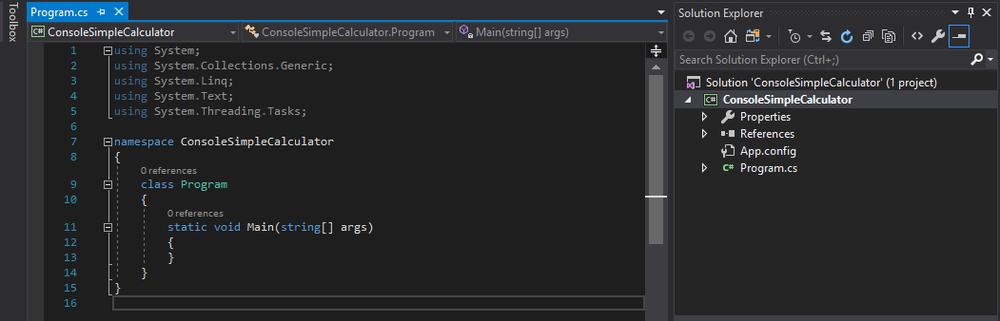 Toolbox
Program.cs
ConsoleSimpleCalculator
ConsoleSimpleCalculator.Program
Main(string[] args)
1 using System;
2 using System.Collections.Generic;
3 using System.Linq;
4 using System.Text;
5 using System.Threading.Tasks;
6
7 namespace ConsoleSimpleCalculator
8 {
0 references
9 class Program
10 {
0 references
11 static void Main(string[] args)
12 {
13 }
14 }
15 }
16
Solution Explorer
Search Solution Explorer (Ctrl+;)
Solution 'ConsoleSimpleCalculator' (1 project)
C# ConsoleSimpleCalculator
Properties
References
App.config
C# Program.cs